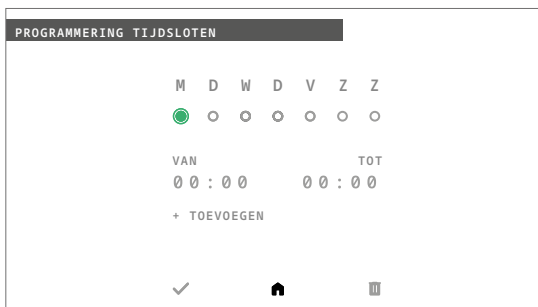 PROGRAMMERING TIJDSLOTEN
M D W D V Z Z
VAN TOT
00:00 00:00
+ TOEVOEGEN